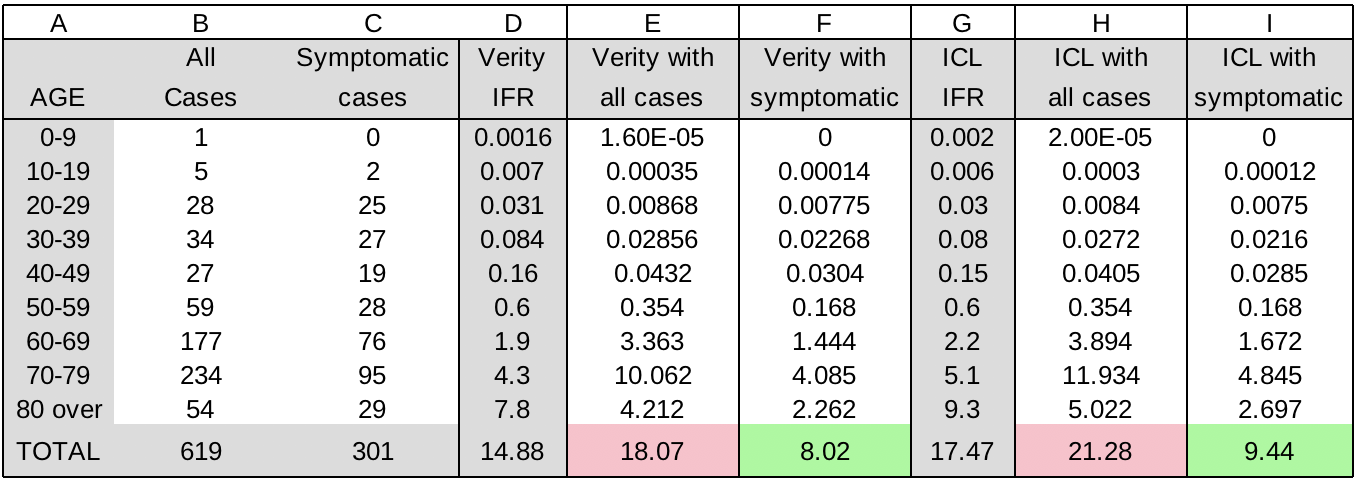 A B C D E F G H I
All Symptomatic Verity Verity with Verity with ICL ICL with ICL with
AGE Cases cases IFR all cases symptomatic IFR all cases symptomatic
0-9 1 0 0.0016 1.60E-05 0 0.002 2.00E-05 0
10-19 5 2 0.007 0.00035 0.00014 0.006 0.0003 0.00012
20-29 28 25 0.031 0.00868 0.00775 0.03 0.0084 0.0075
30-39 34 27 0.084 0.02856 0.02268 0.08 0.0272 0.0216
40-49 27 19 0.16 0.0432 0.0304 0.15 0.0405 0.0285
50-59 59 28 0.6 0.354 0.168 0.6 0.354 0.168
60-69 177 76 1.9 3.363 1.444 2.2 3.894 1.672
70-79 234 95 4.3 10.062 4.085 5.1 11.934 4.845
80 over 54 29 7.8 4.212 2.262 9.3 5.022 2.697
TOTAL 619 301 14.88 18.07 8.02 17.47 21.28 9.44